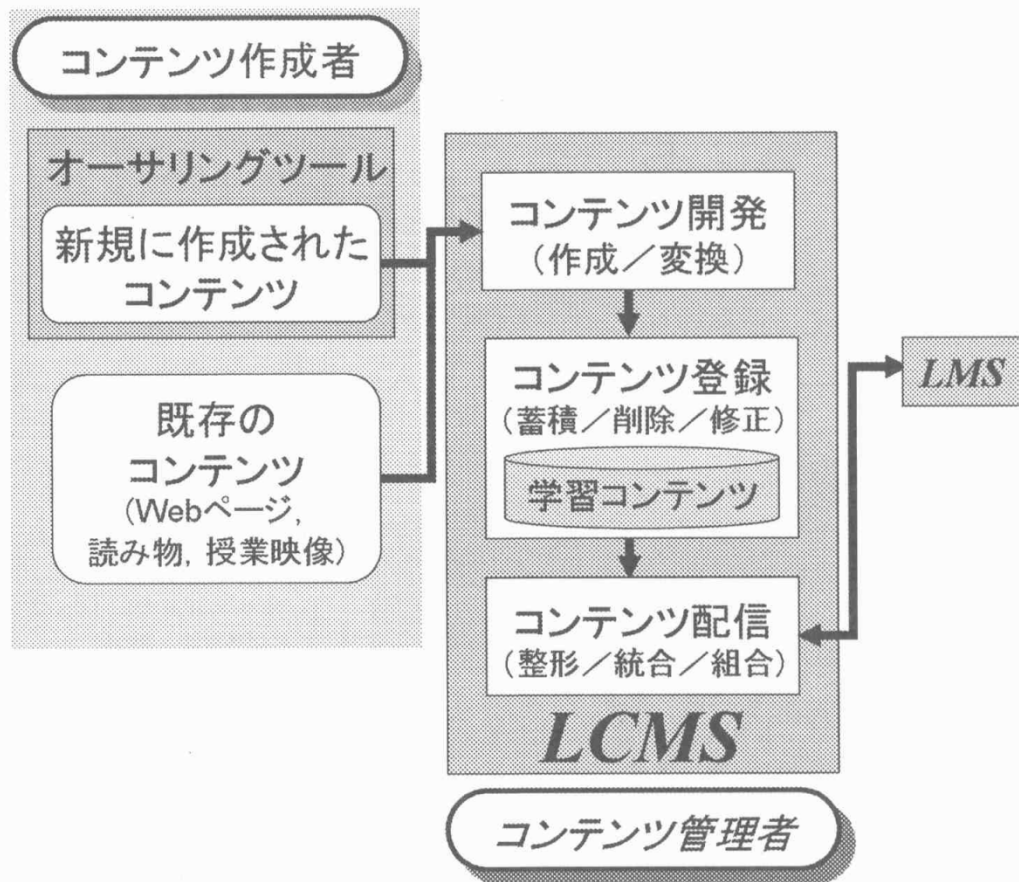 コンテンツ作成者
オーサリングツール
新規に作成された
コンテンツ
既存の
コンテンツ
(Webページ,
読み物, 授業映像)
コンテンツ開発
(作成／変換)
コンテンツ登録
(蓄積／削除／修正)
学習コンテンツ
コンテンツ配信
(整形／統合／組合)
LCMS
コンテンツ管理者
LMS